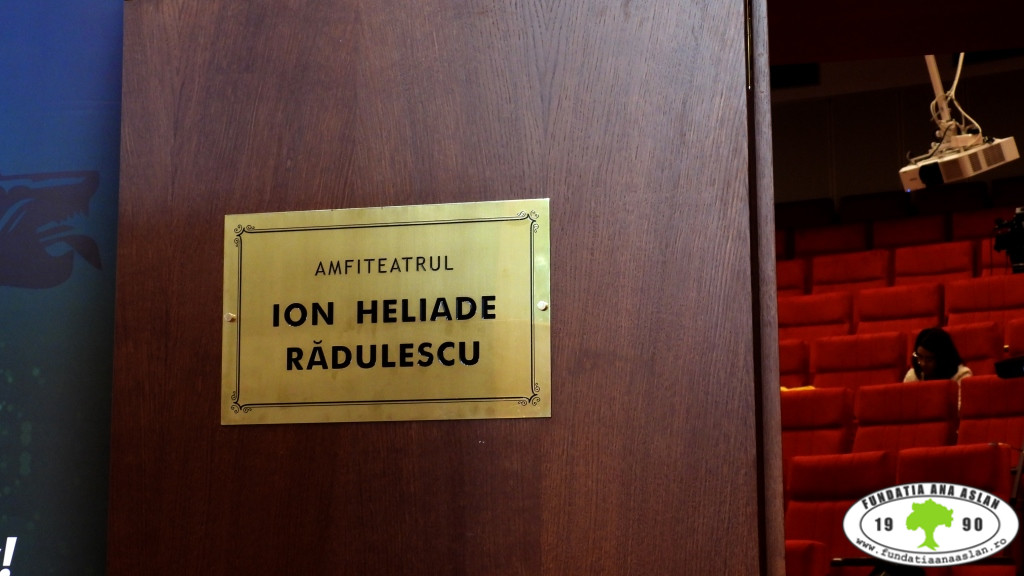 AMFITEATRUL
ION HELIADE
RĂDULESCU
!
FUNDATIA ANA ASLAN
19 90
www.fundatiaanaaslan.ro